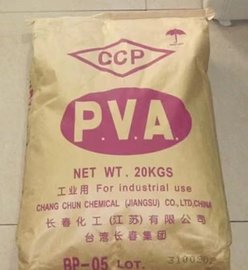 CCP
P.V.A.
NET WT. 20KGS
工业用 For industrial use
CHANG CHUN CHEMICAL (JIANGSU) CO., LTD, CHINA
长春化工(江苏)有限公司
台湾长春集团
BP-05 LOT.